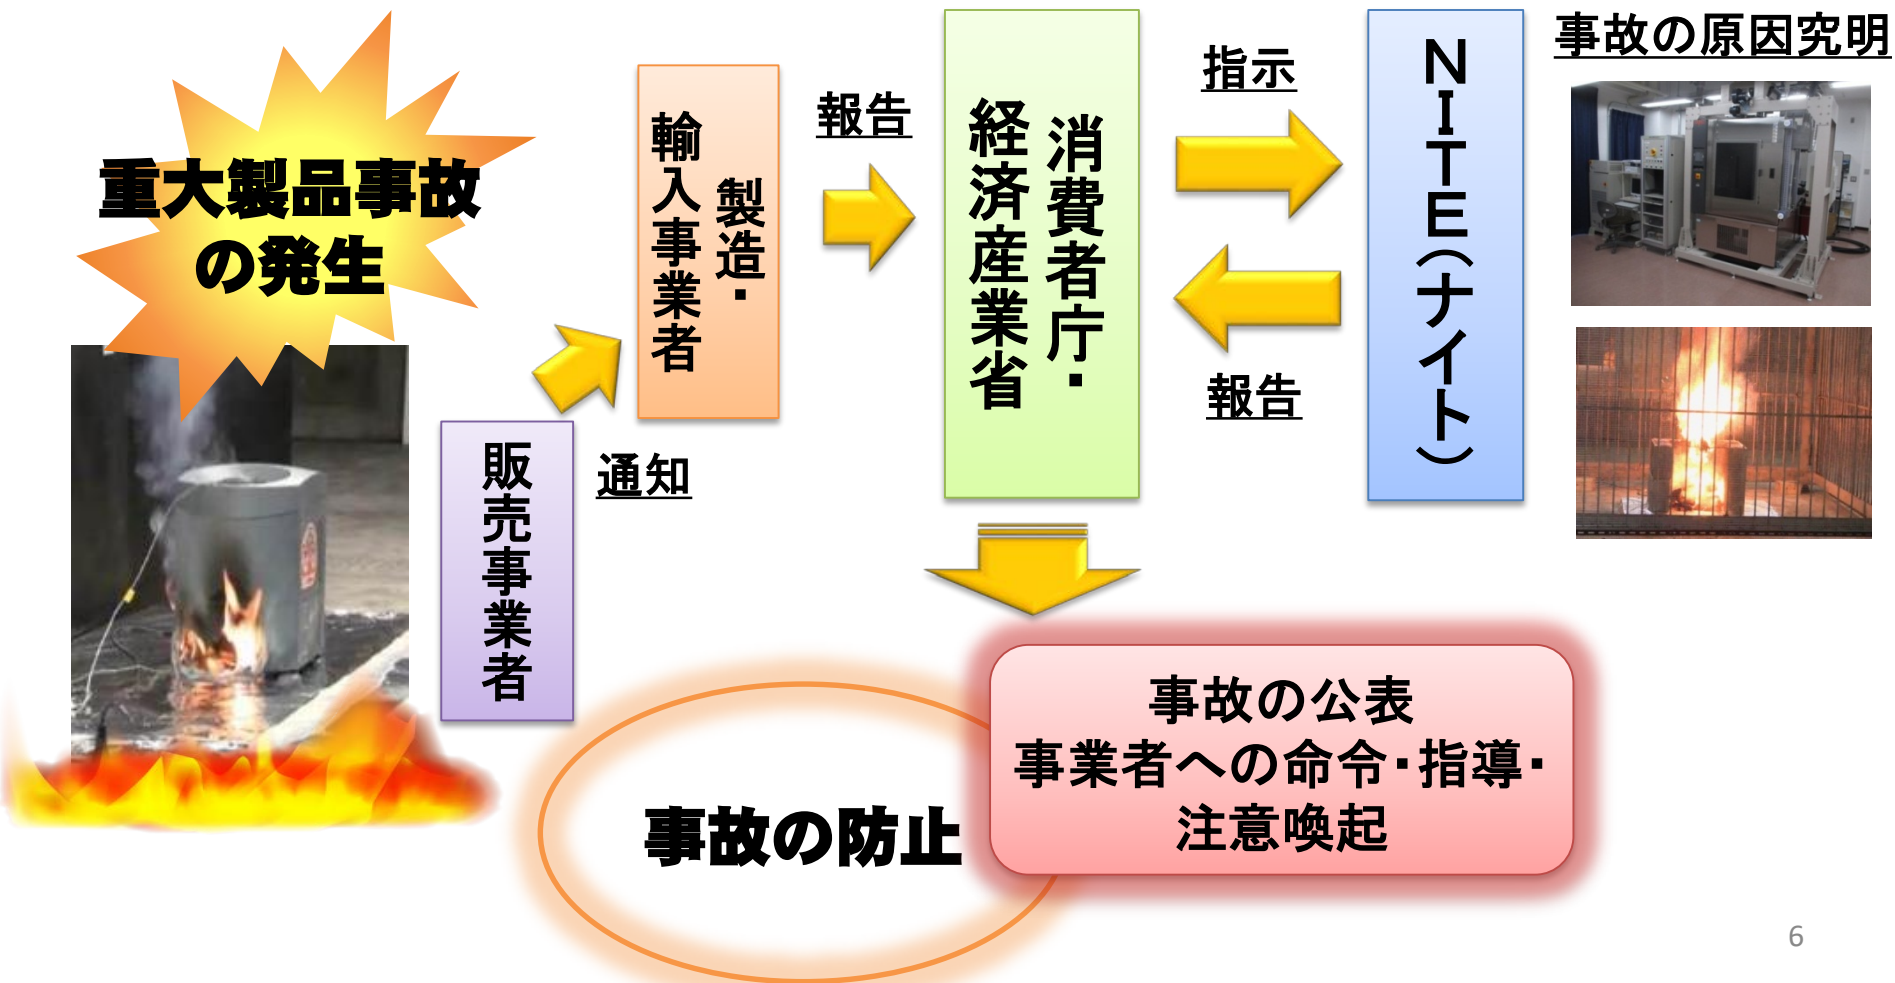 重大製品事故
の発生
販売事業者
通知
製造・
輸入事業者
報告
消費者庁・
経済産業省
指示
報告
NITE(ナイト)
事故の原因究明
事故の公表
事業者への命令・指導・
注意喚起
事故の防止
6